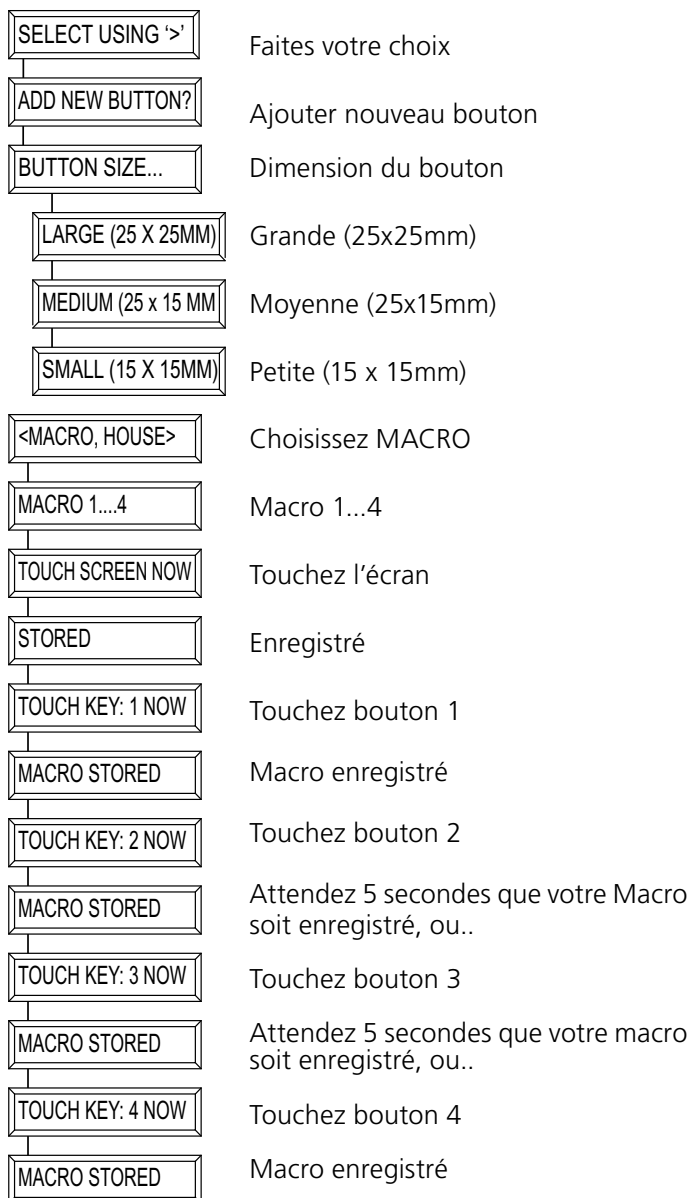 SELECT USING ‘>’ Faites votre choix
ADD NEW BUTTON? Ajouter nouveau bouton
BUTTON SIZE... Dimension du bouton
LARGE (25 X 25MM) Grande (25x25mm)
MEDIUM (25 x 15 MM Moyenne (25x15mm)
SMALL (15 X 15MM) Petite (15 x 15mm)
<MACRO, HOUSE> Choisissez MACRO
MACRO 1....4 Macro 1...4
TOUCH SCREEN NOW Touchez l’écran
STORED Enregistré
TOUCH KEY: 1 NOW Touchez bouton 1
MACRO STORED Macro enregistré
TOUCH KEY: 2 NOW Touchez bouton 2
MACRO STORED Attendez 5 secondes que votre Macro
soit enregistré, ou..
TOUCH KEY: 3 NOW Touchez bouton 3
MACRO STORED Attendez 5 secondes que votre macro
soit enregistré, ou..
TOUCH KEY: 4 NOW Touchez bouton 4
MACRO STORED Macro enregistré